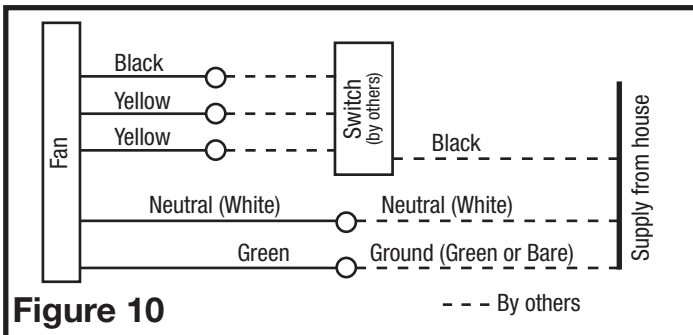 Black
Yellow
Yellow
Fan
Switch
(by others)
Black
Supply from house
Neutral (White) Neutral (White)
Green Ground (Green or Bare)
Figure 10
By others